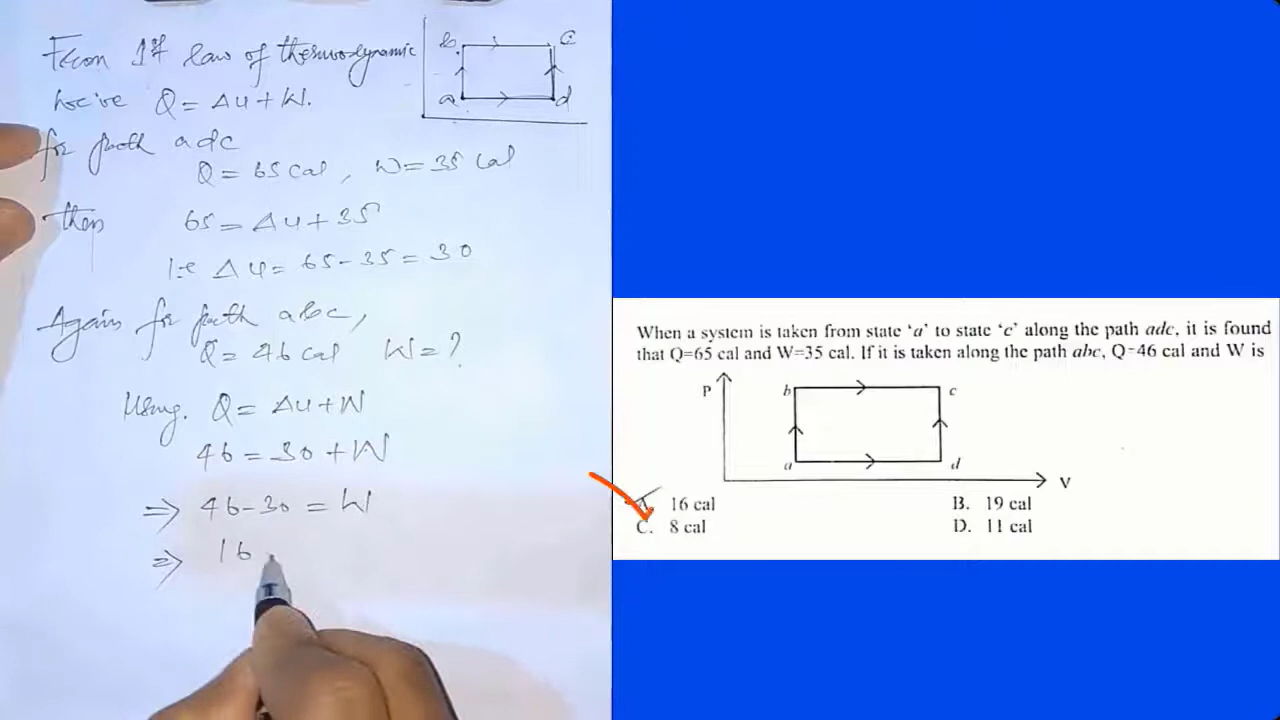 From 1st law of thermodynamic
we've Q = Δu + W.
b c
a d
for path adc
Q = 65 Cal, W = 35 Cal
then 65 = Δu + 35
i.e Δu = 65 - 35 = 30
Again for path abc,
Q = 46 Cal W = ?
Using. Q = Δu + W
46 = 30 + W
⇒ 46 - 30 = W
⇒ 16
When a system is taken from state ‘a’ to state ‘c’ along the path adc, it is found
that Q=65 cal and W=35 cal. If it is taken along the path abc, Q=46 cal and W is
P b c
a d
V
A. 16 cal B. 19 cal
C. 8 cal D. 11 cal